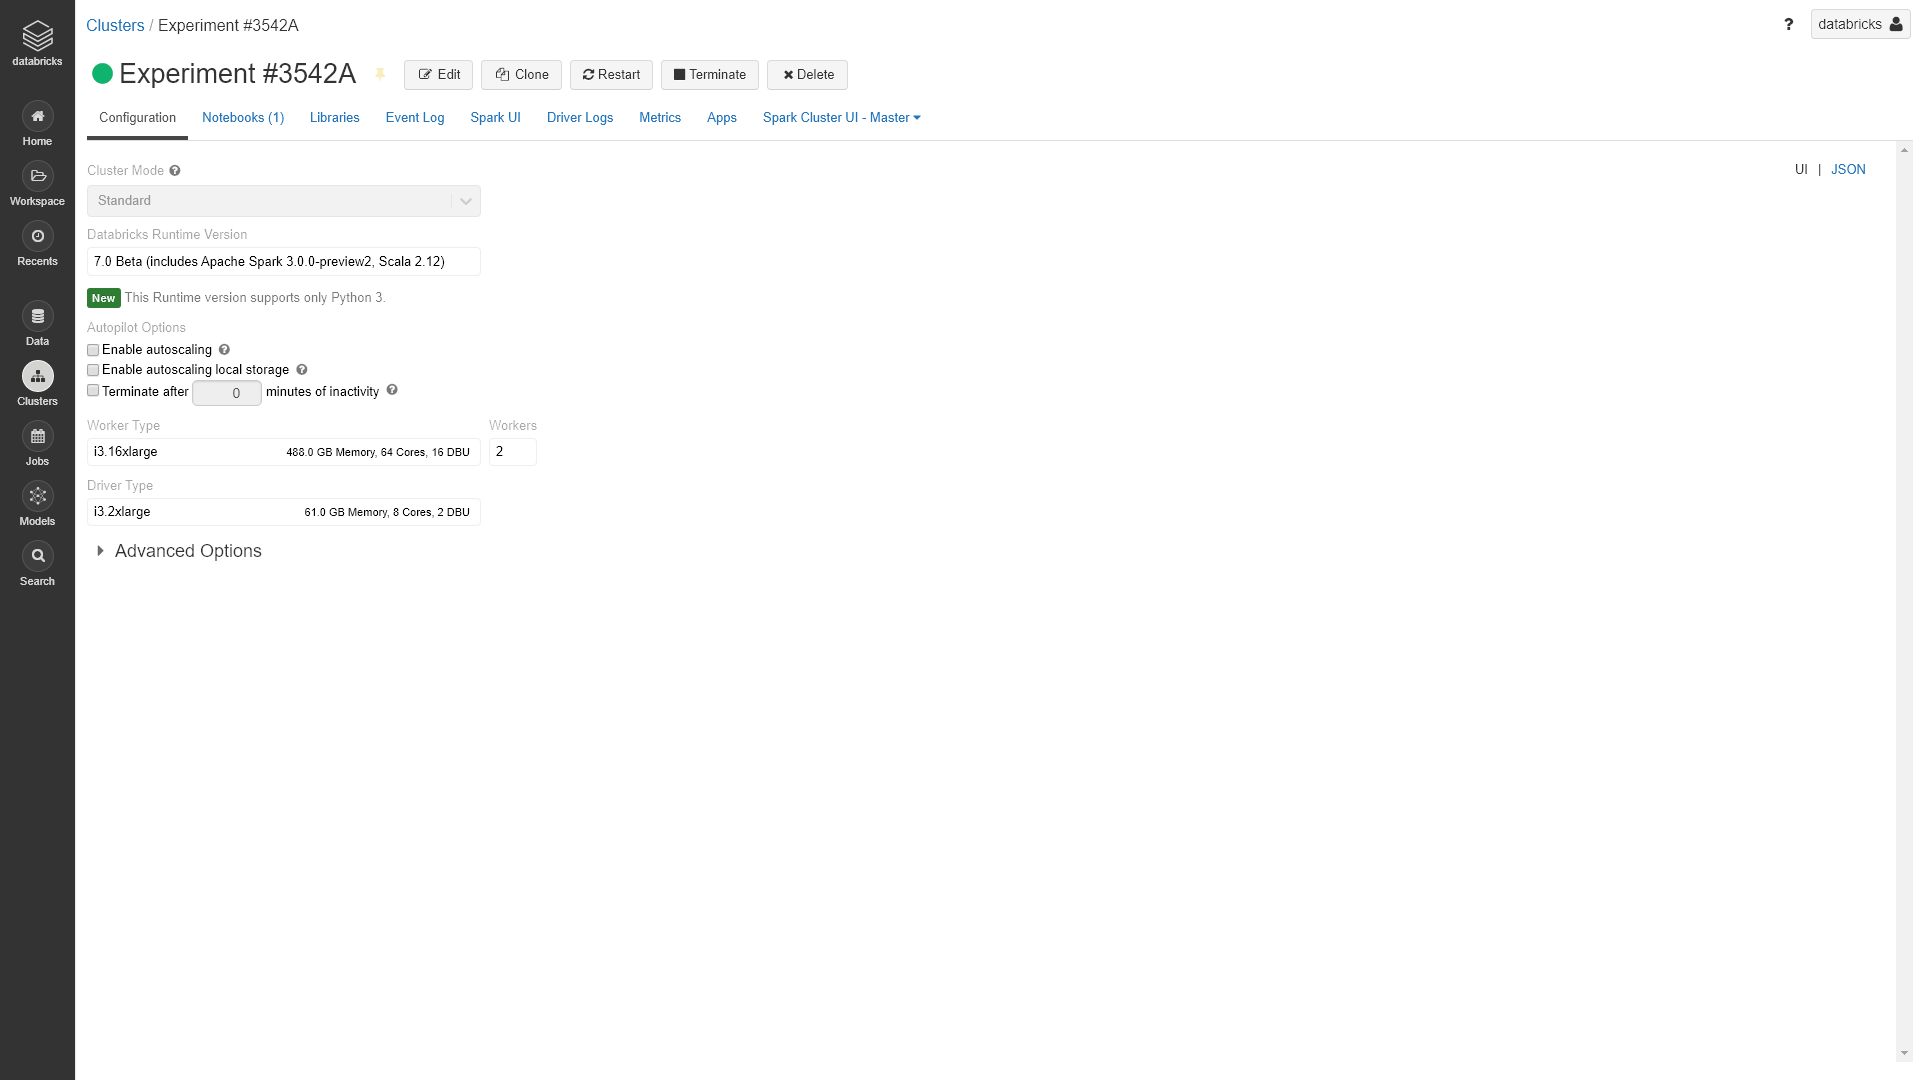 databricks
Home
Workspace
Recents
Data
Clusters
Jobs
Models
Search
Clusters / Experiment #3542A
? databricks
Experiment #3542A Edit Clone Restart Terminate Delete
Configuration Notebooks (1) Libraries Event Log Spark UI Driver Logs Metrics Apps Spark Cluster UI - Master
UI | JSON
Cluster Mode ?
Standard
Databricks Runtime Version
7.0 Beta (includes Apache Spark 3.0.0-preview2, Scala 2.12)
New This Runtime version supports only Python 3.
Autopilot Options
Enable autoscaling ?
Enable autoscaling local storage ?
Terminate after 0 minutes of inactivity ?
Worker Type Workers
i3.16xlarge 488.0 GB Memory, 64 Cores, 16 DBU 2
Driver Type
i3.2xlarge 61.0 GB Memory, 8 Cores, 2 DBU
Advanced Options